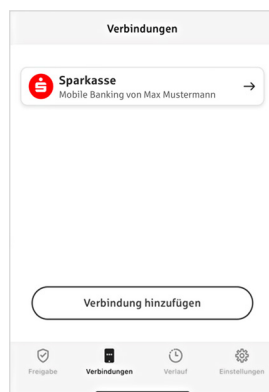 Verbindungen
Sparkasse
Mobile Banking von Max Mustermann
Verbindung hinzufügen
Freigabe Verbindungen Verlauf Einstellungen